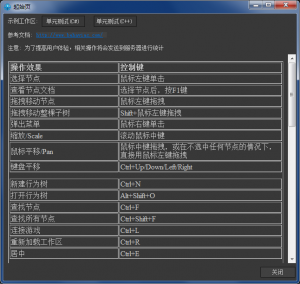 起始页
示例工作区 单元测试(C#) 单元测试(C++)
参考文档:
注意: 为了提高用户体验, 相关操作将会发送到服务器进行统计
操作效果 控制键
选择节点 鼠标左键单击
查看节点文档 选择节点后, 按F1键
拖拽移动节点 鼠标左键拖拽
拖拽移动整棵子树 Shift+鼠标左键拖拽
弹出菜单 鼠标右键单击
缩放/Scale 滚动鼠标中键
鼠标平移/Pan 鼠标中键拖拽, 或在不选中任何节点的情况下,
直接用鼠标左键拖拽
键盘平移 Ctrl+Up/Down/Left/Right
新建行为树 Ctrl+N
打开行为树 Alt+Shift+O
查找节点 Ctrl+F
查找所有节点 Ctrl+Shift+F
连接游戏 Ctrl+L
重新加载工作区 Ctrl+R
居中 Ctrl+E
关闭